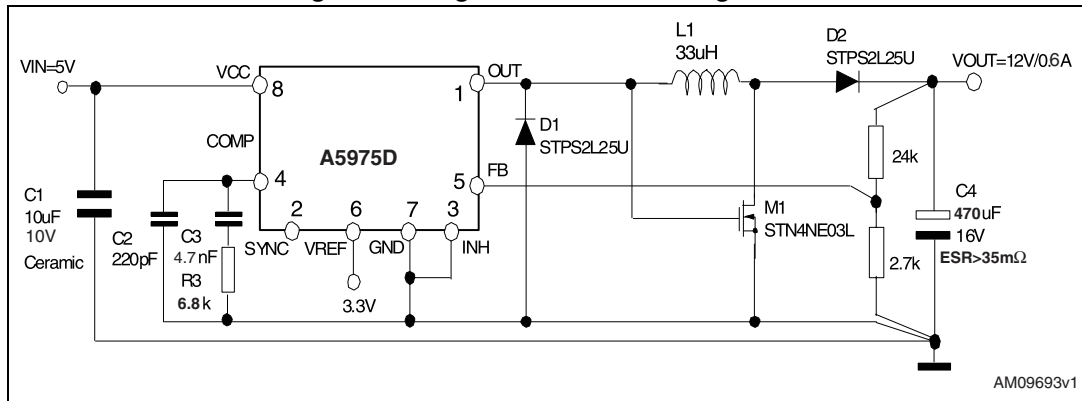 L1
33uH
D2
STPS2L25U
VIN=5V
VCC
8
OUT
1
VOUT=12V/0.6A
COMP
A5975D
D1
STPS2L25U
FB
4
5
24k
C1
10uF
10V
Ceramic
C2
220pF
C3
4.7nF
R3
6.8k
2
6
7
3
SYNC
VREF
GND
INH
3.3V
M1
STN4NE03L
2.7k
C4
470uF
16V
ESR>35mΩ
AM09693v1